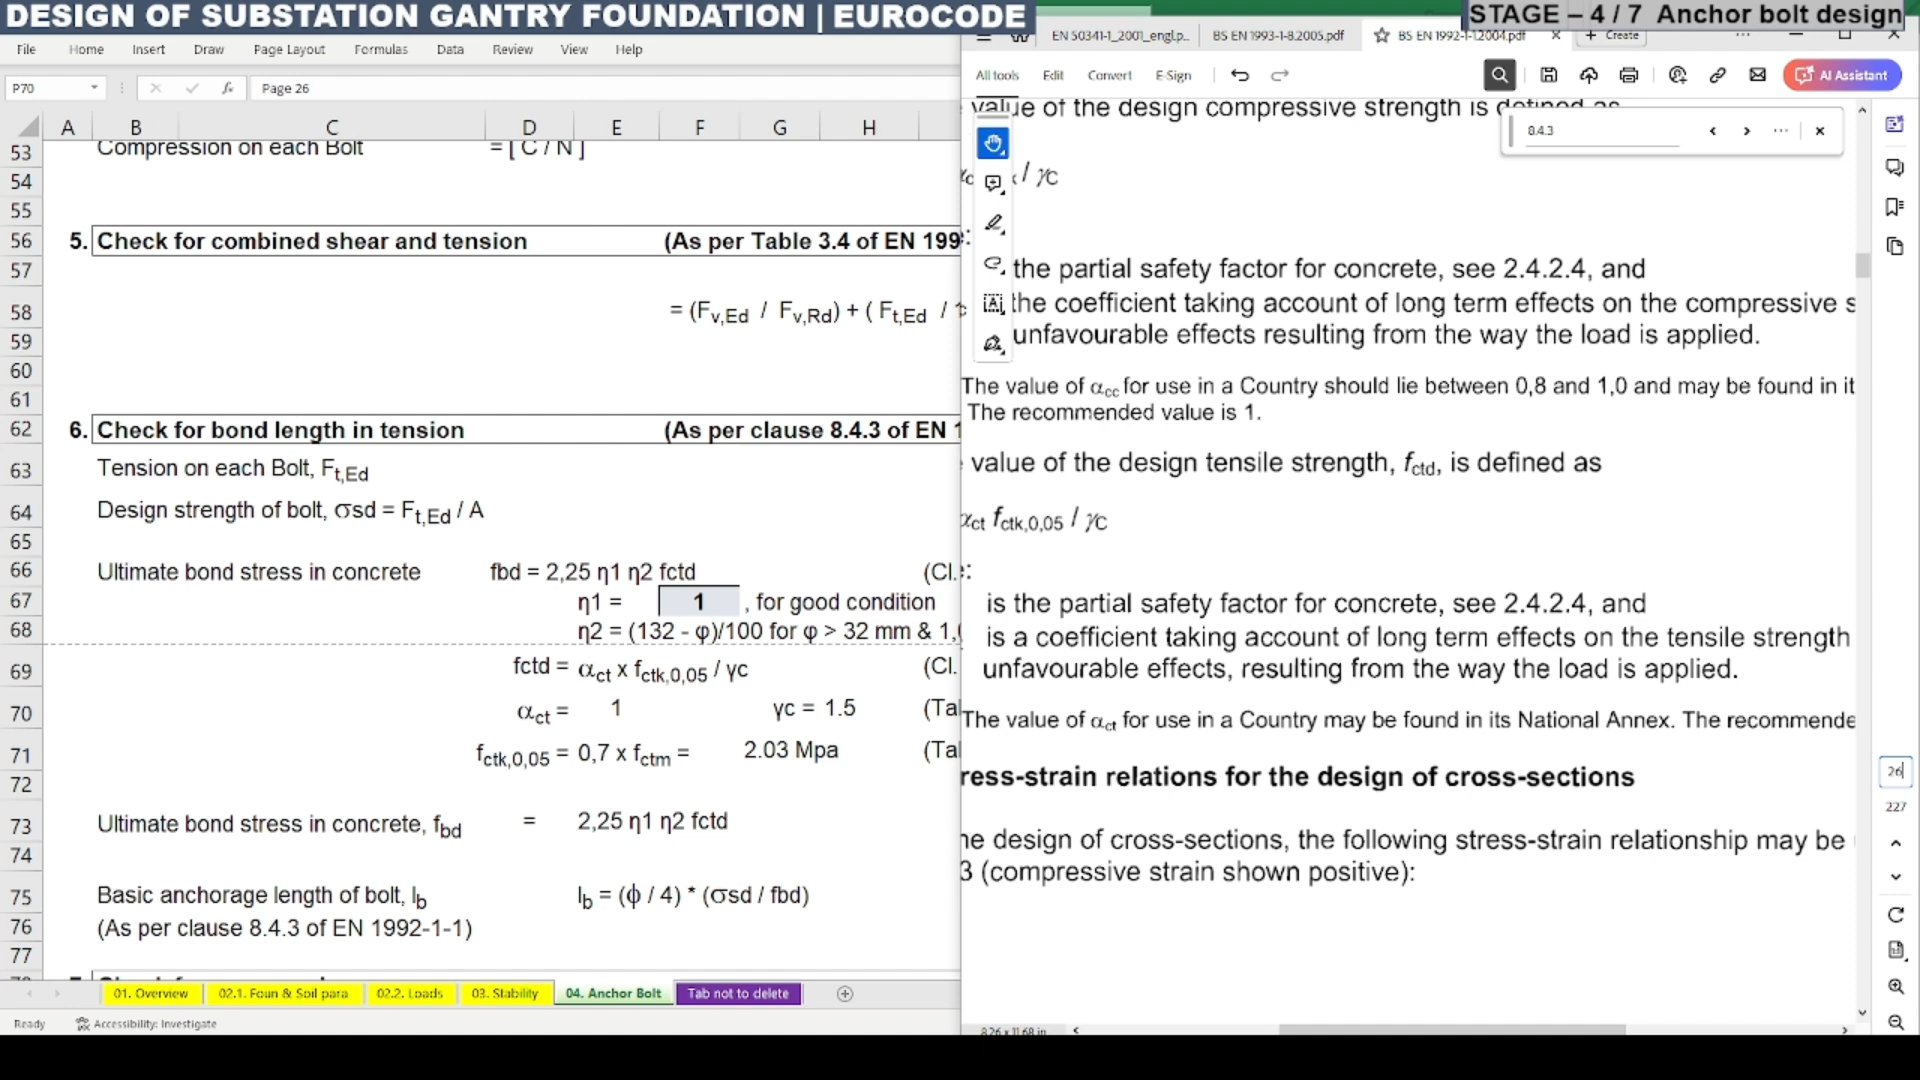 DESIGN OF SUBSTATION GANTRY FOUNDATION | EUROCODE
STAGE – 4 / 7 Anchor bolt design
File Home Insert Draw Page Layout Formulas Data Review View Help
P70 fx Page 26
A B C D E F G H
53 Compression on each Bolt = [ C / N ]
54
55
56 5. Check for combined shear and tension (As per Table 3.4 of EN 199
57
58 = (Fv,Ed / Fv,Rd) + ( Ft,Ed /
59
60
61
62 6. Check for bond length in tension (As per clause 8.4.3 of EN 1
63 Tension on each Bolt, Ft,Ed
64 Design strength of bolt, σsd = Ft,Ed / A
65
66 Ultimate bond stress in concrete fbd = 2,25 η1 η2 fctd (Cl.
67 η1 = 1 , for good condition
68 η2 = (132 - φ)/100 for φ > 32 mm & 1,0
69 fctd = αct x fctk,0,05 / γc (Cl.
70 αct = 1 γc = 1.5 (Tal
71 fctk,0,05 = 0,7 x fctm = 2.03 Mpa (Tal
72
73 Ultimate bond stress in concrete, fbd = 2,25 η1 η2 fctd
74
75 Basic anchorage length of bolt, lb lb = (ϕ / 4) * (σsd / fbd)
76 (As per clause 8.4.3 of EN 1992-1-1)
77
01. Overview 02.1. Foun & Soil para 02.2. Loads 03. Stability 04. Anchor Bolt Tab not to delete
Ready Accessibility: Investigate
EN 50341-1_2001_engl.p... BS EN 1993-1-8.2005.pdf BS EN 1992-1-1.2004.pdf Create
All tools Edit Convert E-Sign AI Assistant
8.4.3
value of the design compressive strength is defined as
/ γC
the partial safety factor for concrete, see 2.4.2.4, and
the coefficient taking account of long term effects on the compressive s
unfavourable effects resulting from the way the load is applied.
The value of αcc for use in a Country should lie between 0,8 and 1,0 and may be found in it
The recommended value is 1.
value of the design tensile strength, fctd, is defined as
αct fctk,0,05 / γC
is the partial safety factor for concrete, see 2.4.2.4, and
is a coefficient taking account of long term effects on the tensile strength
unfavourable effects, resulting from the way the load is applied.
The value of αct for use in a Country may be found in its National Annex. The recommende
ress-strain relations for the design of cross-sections
he design of cross-sections, the following stress-strain relationship may be
3 (compressive strain shown positive):
26
227
8.26 x 11.68 in